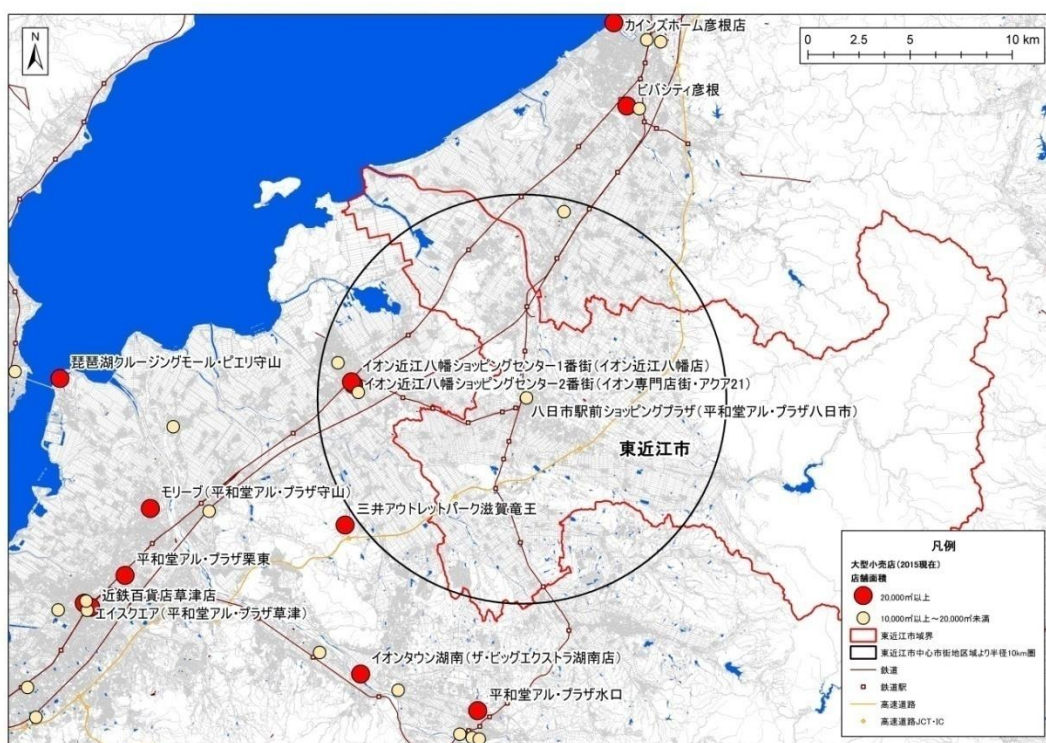 N
0 2.5 5 10 km
カインズホーム彦根店
ビバシティ彦根
琵琶湖クルージングモール・ピエリ守山
イオン近江八幡ショッピングセンター1番街(イオン近江八幡店)
イオン近江八幡ショッピングセンター2番街(イオン専門店街・アクア21)
八日市駅前ショッピングプラザ(平和堂アル・プラザ八日市)
東近江市
モリーブ(平和堂アル・プラザ守山)
三井アウトレットパーク滋賀竜王
平和堂アル・プラザ栗東
近鉄百貨店草津店
エイスクエア(平和堂アル・プラザ草津)
イオンタウン湖南(ザ・ビッグエクストラ湖南店)
平和堂アル・プラザ水口
凡例
大型小売店(2015現在)
店舗面積
20,000㎡以上
10,000㎡以上～20,000㎡未満
東近江市域界
東近江市中心市街地区域より半径10km圏
鉄道
鉄道駅
高速道路
高速道路JCT・IC